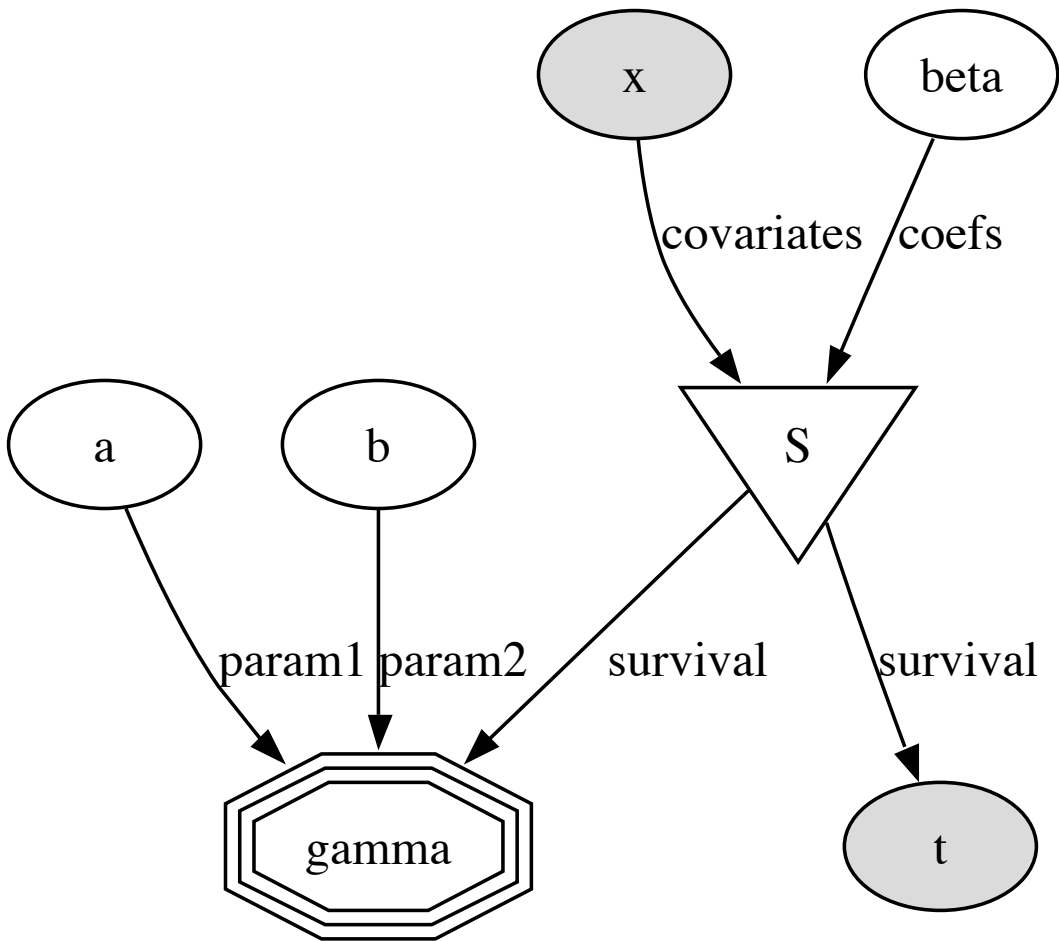 x
beta
covariates
coefs
a
b
S
param1
param2
survival
survival
gamma
t